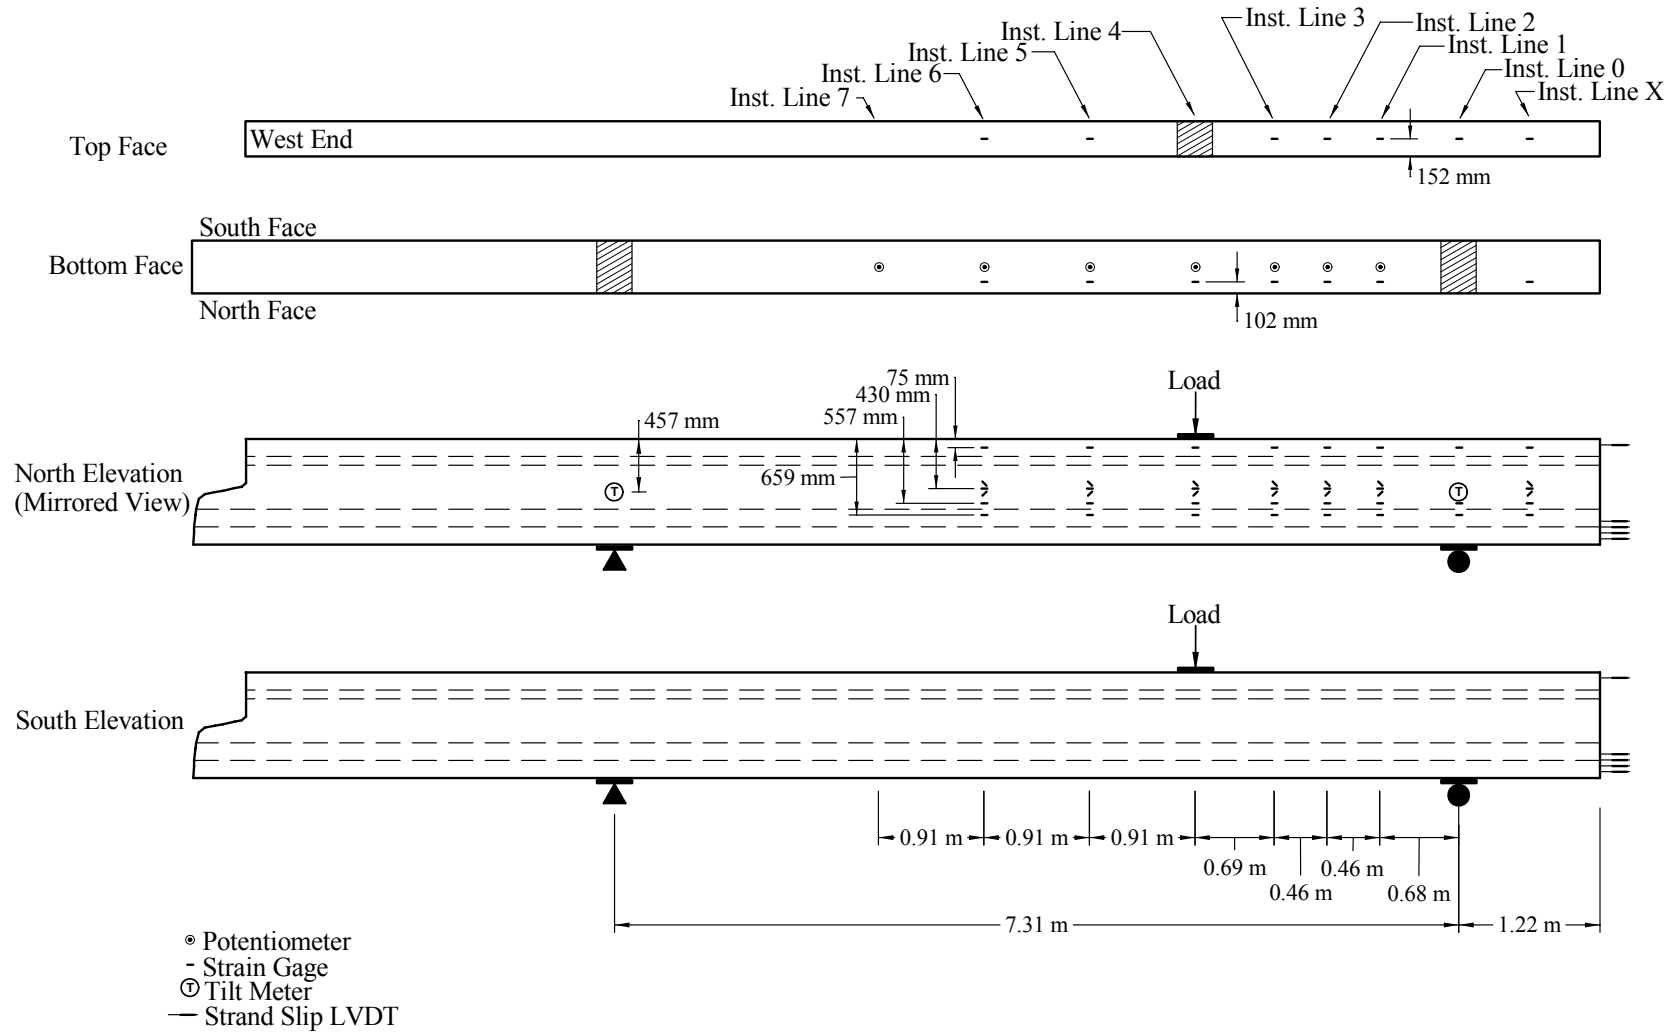 Inst. Line 3
Inst. Line 2
Inst. Line 4
Inst. Line 1
Inst. Line 5
Inst. Line 0
Inst. Line 6
Inst. Line X
Inst. Line 7
Top Face
West End
152 mm
South Face
Bottom Face
North Face
102 mm
75 mm
Load
430 mm
557 mm
457 mm
North Elevation
(Mirrored View)
659 mm
T
T
Load
South Elevation
0.91 m
0.91 m
0.91 m
0.69 m
0.46 m
0.46 m
0.68 m
7.31 m
1.22 m
Potentiometer
Strain Gage
T Tilt Meter
Strand Slip LVDT